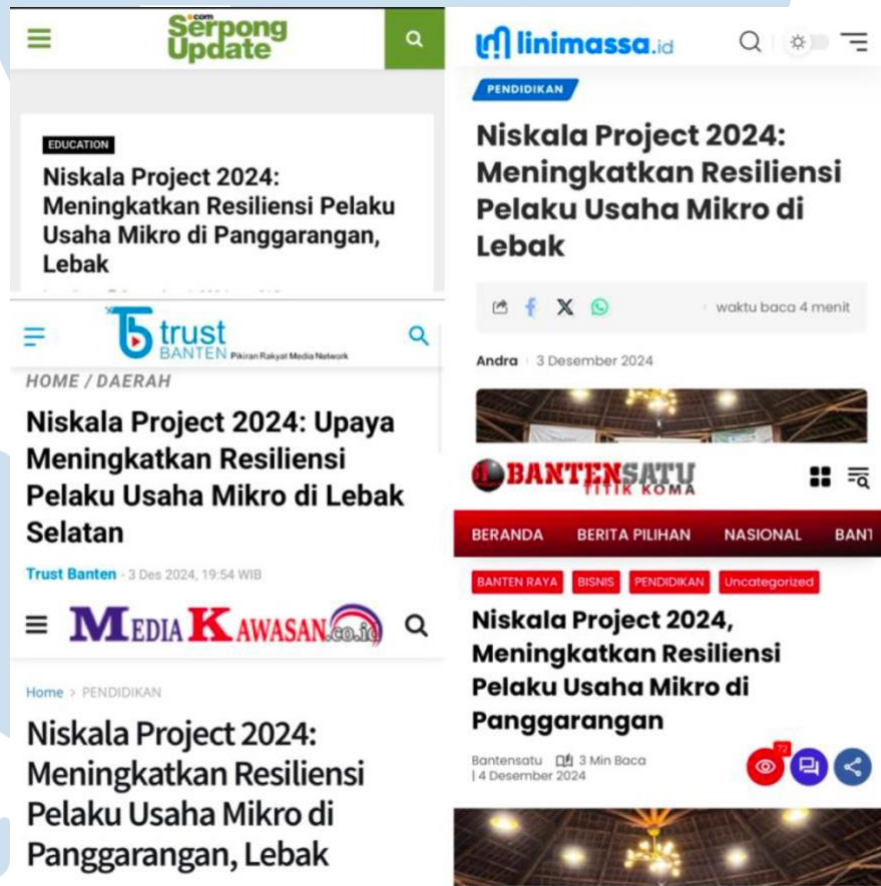 .com
Serpong
Update
EDUCATION
Niskala Project 2024:
Meningkatkan Resiliensi Pelaku
Usaha Mikro di Panggarangan,
Lebak
trust
BANTEN Pikiran Rakyat Media Network
HOME / DAERAH
Niskala Project 2024: Upaya
Meningkatkan Resiliensi
Pelaku Usaha Mikro di Lebak
Selatan
Trust Banten - 3 Des 2024, 19:54 WIB
MEDIA KAWASAN.co.id
Home > PENDIDIKAN
Niskala Project 2024:
Meningkatkan Resiliensi
Pelaku Usaha Mikro di
Panggarangan, Lebak
linimassa.id
PENDIDIKAN
Niskala Project 2024:
Meningkatkan Resiliensi
Pelaku Usaha Mikro di
Lebak
waktu baca 4 menit
Andra 3 Desember 2024
BANTENSATU
TITIK KOMA
BERANDA BERITA PILIHAN NASIONAL BANT
BANTEN RAYA BISNIS PENDIDIKAN Uncategorized
Niskala Project 2024,
Meningkatkan Resiliensi
Pelaku Usaha Mikro di
Panggarangan
Bantensatu 3 Min Baca
| 4 Desember 2024
72